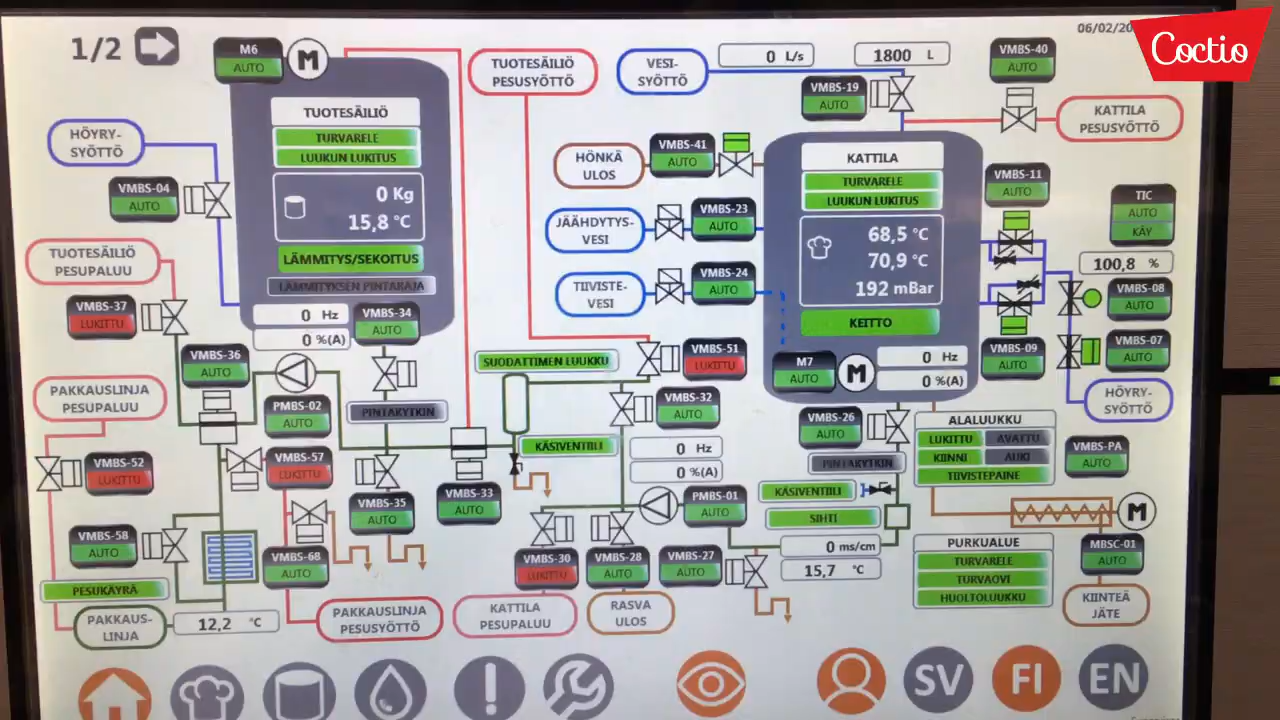 06/02/20
Coctio
1/2
M6
AUTO
M
TUOTESÄILIÖ
PESUSYÖTTÖ
VESI-
SYÖTTÖ
0 L/s
1800 L
VMBS-40
AUTO
VMBS-19
AUTO
KATTILA
PESUSYÖTTÖ
HÖYRY-
SYÖTTÖ
TUOTESÄILIÖ
TURVARELE
LUUKUN LUKITUS
0 Kg
15,8 °C
LÄMMITYS/SEKOITUS
LÄMMITYKSEN PINTARAJA
VMBS-04
AUTO
HÖNKÄ
ULOS
VMBS-41
AUTO
KATTILA
TURVARELE
LUUKUN LUKITUS
68,5 °C
70,9 °C
192 mBar
KEITTO
VMBS-11
AUTO
TIC
AUTO
KÄY
JÄÄHDYTYS-
VESI
VMBS-23
AUTO
TUOTESÄILIÖ
PESUPALUU
TIIVISTE-
VESI
VMBS-24
AUTO
100,8 %
VMBS-08
AUTO
VMBS-37
LUKITTU
0 Hz
0 %(A)
VMBS-34
AUTO
VMBS-36
AUTO
SUODATTIMEN LUUKKU
VMBS-51
LUKITTU
M7
AUTO
M
0 Hz
0 %(A)
VMBS-09
AUTO
VMBS-07
AUTO
PAKKAUSLINJA
PESUPALUU
PMBS-02
AUTO
PINTAKYTKIN
VMBS-32
AUTO
HÖYRY-
SYÖTTÖ
KÄSIVENTIILI
0 Hz
0 %(A)
VMBS-26
AUTO
PINTAKYTKIN
ALALUUKKU
LUKITTU
AVATTU
KIINNI
AUKI
TIIVISTEPAINE
VMBS-PA
AUTO
VMBS-52
LUKITTU
VMBS-57
LUKITTU
VMBS-35
AUTO
VMBS-33
AUTO
PMBS-01
AUTO
KÄSIVENTIILI
SIHTI
M
VMBS-58
AUTO
VMBS-68
AUTO
VMBS-30
LUKITTU
VMBS-28
AUTO
VMBS-27
AUTO
0 ms/cm
15,7 °C
PURKUALUE
TURVARELE
TURVAOVI
HUOLTOLUUKKU
MBSC-01
AUTO
PESUKÄYRÄ
PAKKAUS-
LINJA
12,2 °C
PAKKAUSLINJA
PESUSYÖTTÖ
KATTILA
PESUPALUU
RASVA
ULOS
KIINTEÄ
JÄTE
SV
FI
EN